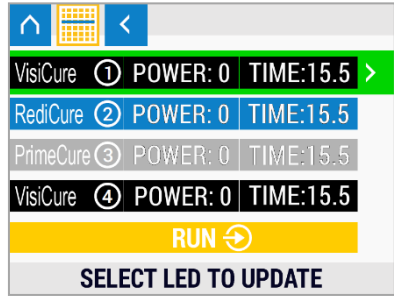 VisiCure 1 POWER: 0 TIME:15.5
RediCure 2 POWER: 0 TIME:15.5
PrimeCure 3 POWER: 0 TIME:15.5
VisiCure 4 POWER: 0 TIME:15.5
RUN
SELECT LED TO UPDATE